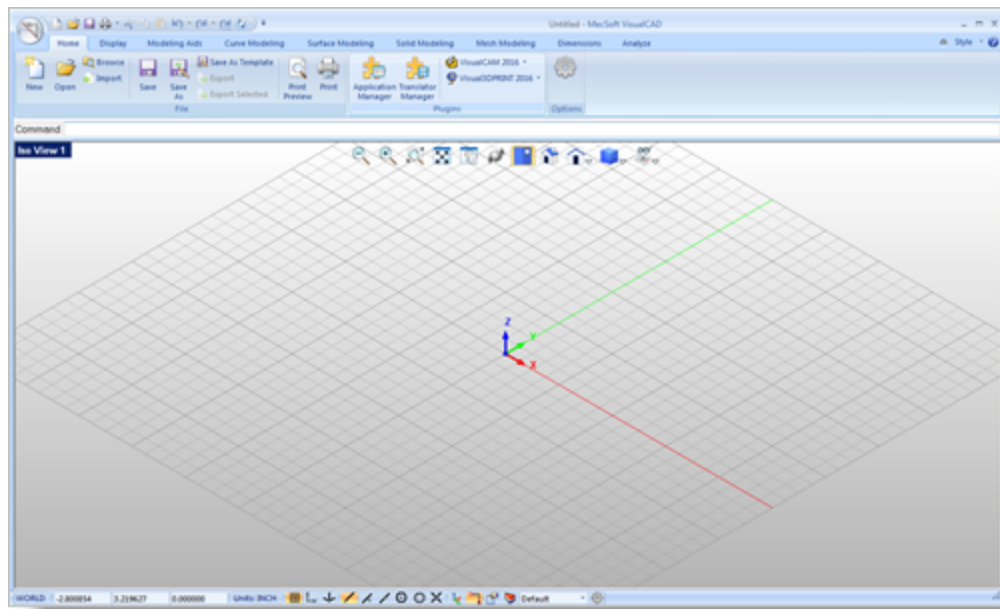 Untitled - MecSoft VisualCAD
Home Display Modeling Aids Curve Modeling Surface Modeling Solid Modeling Mesh Modeling Dimensions Analyze Style
New Open Browse Import Save Save As Save As Template Export Export Selected Print Preview Print Application Manager Translator Manager VisualCAM 2016 Visual3DPRINT 2016
File Plugins Options
Command
Iso View 1
Z
Y
X
WORLD -2.800854 3.219627 0.000000 Units: INCH Default